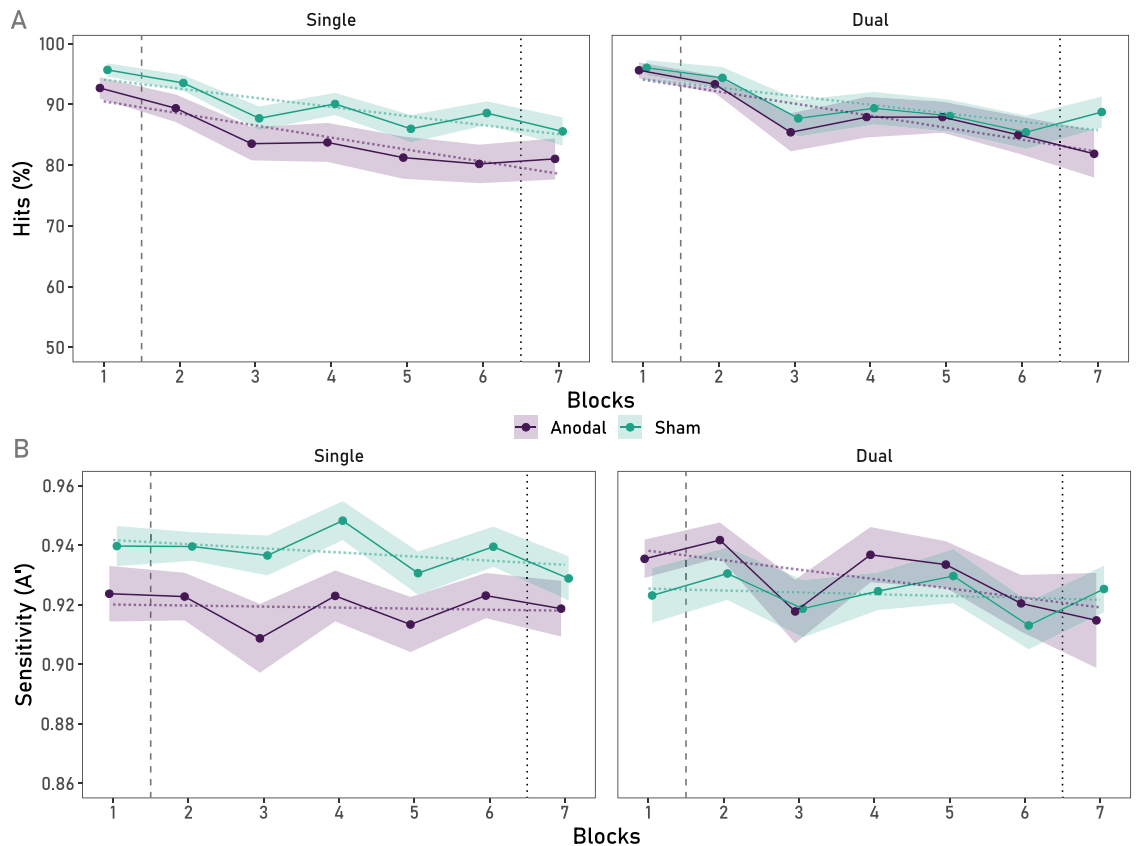 A
Single
Dual
Hits (%)
100
90
80
70
60
50
1 2 3 4 5 6 7
1 2 3 4 5 6 7
Blocks
Anodal Sham
B
Single
Dual
Sensitivity (A')
0.96
0.94
0.92
0.90
0.88
0.86
1 2 3 4 5 6 7
1 2 3 4 5 6 7
Blocks